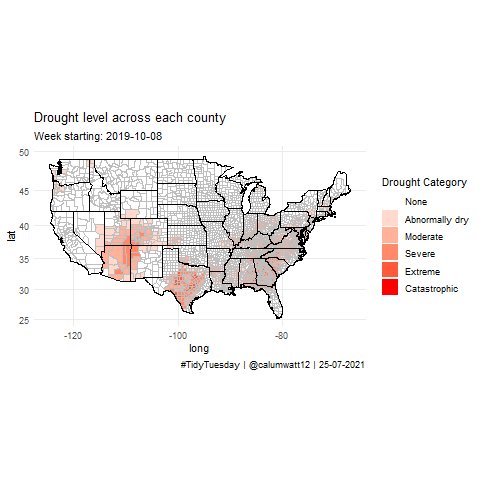 Drought level across each county
Week starting: 2019-10-08
50
45
40
35
30
25
lat
-120
-100
-80
long
Drought Category
None
Abnormally dry
Moderate
Severe
Extreme
Catastrophic
#TidyTuesday | @calumwatt12 | 25-07-2021